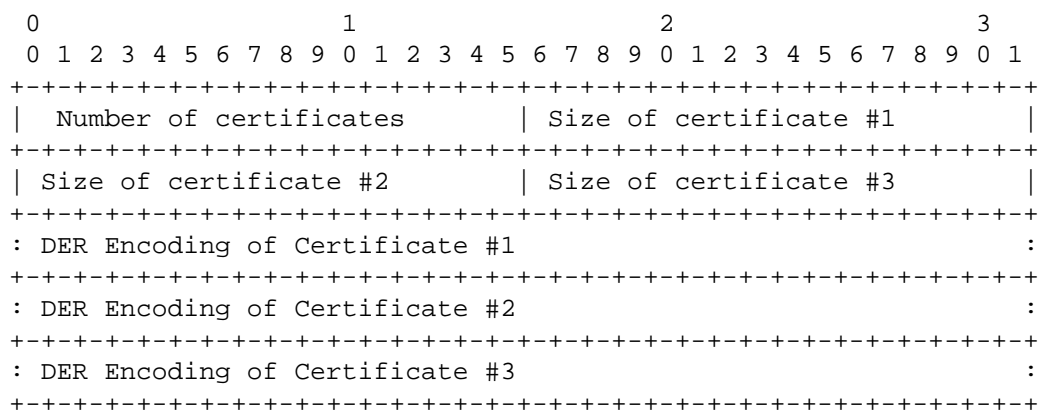 0                   1                   2                   3
 0 1 2 3 4 5 6 7 8 9 0 1 2 3 4 5 6 7 8 9 0 1 2 3 4 5 6 7 8 9 0 1
+-+-+-+-+-+-+-+-+-+-+-+-+-+-+-+-+-+-+-+-+-+-+-+-+-+-+-+-+-+-+-+-+
|  Number of certificates       | Size of certificate #1        |
+-+-+-+-+-+-+-+-+-+-+-+-+-+-+-+-+-+-+-+-+-+-+-+-+-+-+-+-+-+-+-+-+
| Size of certificate #2        | Size of certificate #3        |
+-+-+-+-+-+-+-+-+-+-+-+-+-+-+-+-+-+-+-+-+-+-+-+-+-+-+-+-+-+-+-+-+
: DER Encoding of Certificate #1                                :
+-+-+-+-+-+-+-+-+-+-+-+-+-+-+-+-+-+-+-+-+-+-+-+-+-+-+-+-+-+-+-+-+
: DER Encoding of Certificate #2                                :
+-+-+-+-+-+-+-+-+-+-+-+-+-+-+-+-+-+-+-+-+-+-+-+-+-+-+-+-+-+-+-+-+
: DER Encoding of Certificate #3                                :
+-+-+-+-+-+-+-+-+-+-+-+-+-+-+-+-+-+-+-+-+-+-+-+-+-+-+-+-+-+-+-+-+